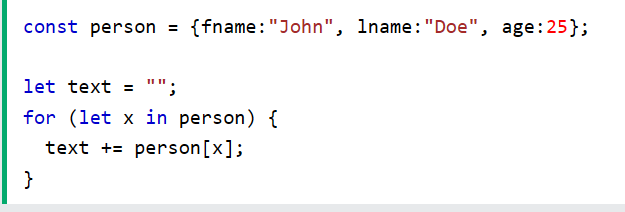 const person = {fname:"John", lname:"Doe", age:25};
let text = "";
for (let x in person) {
  text += person[x];
}